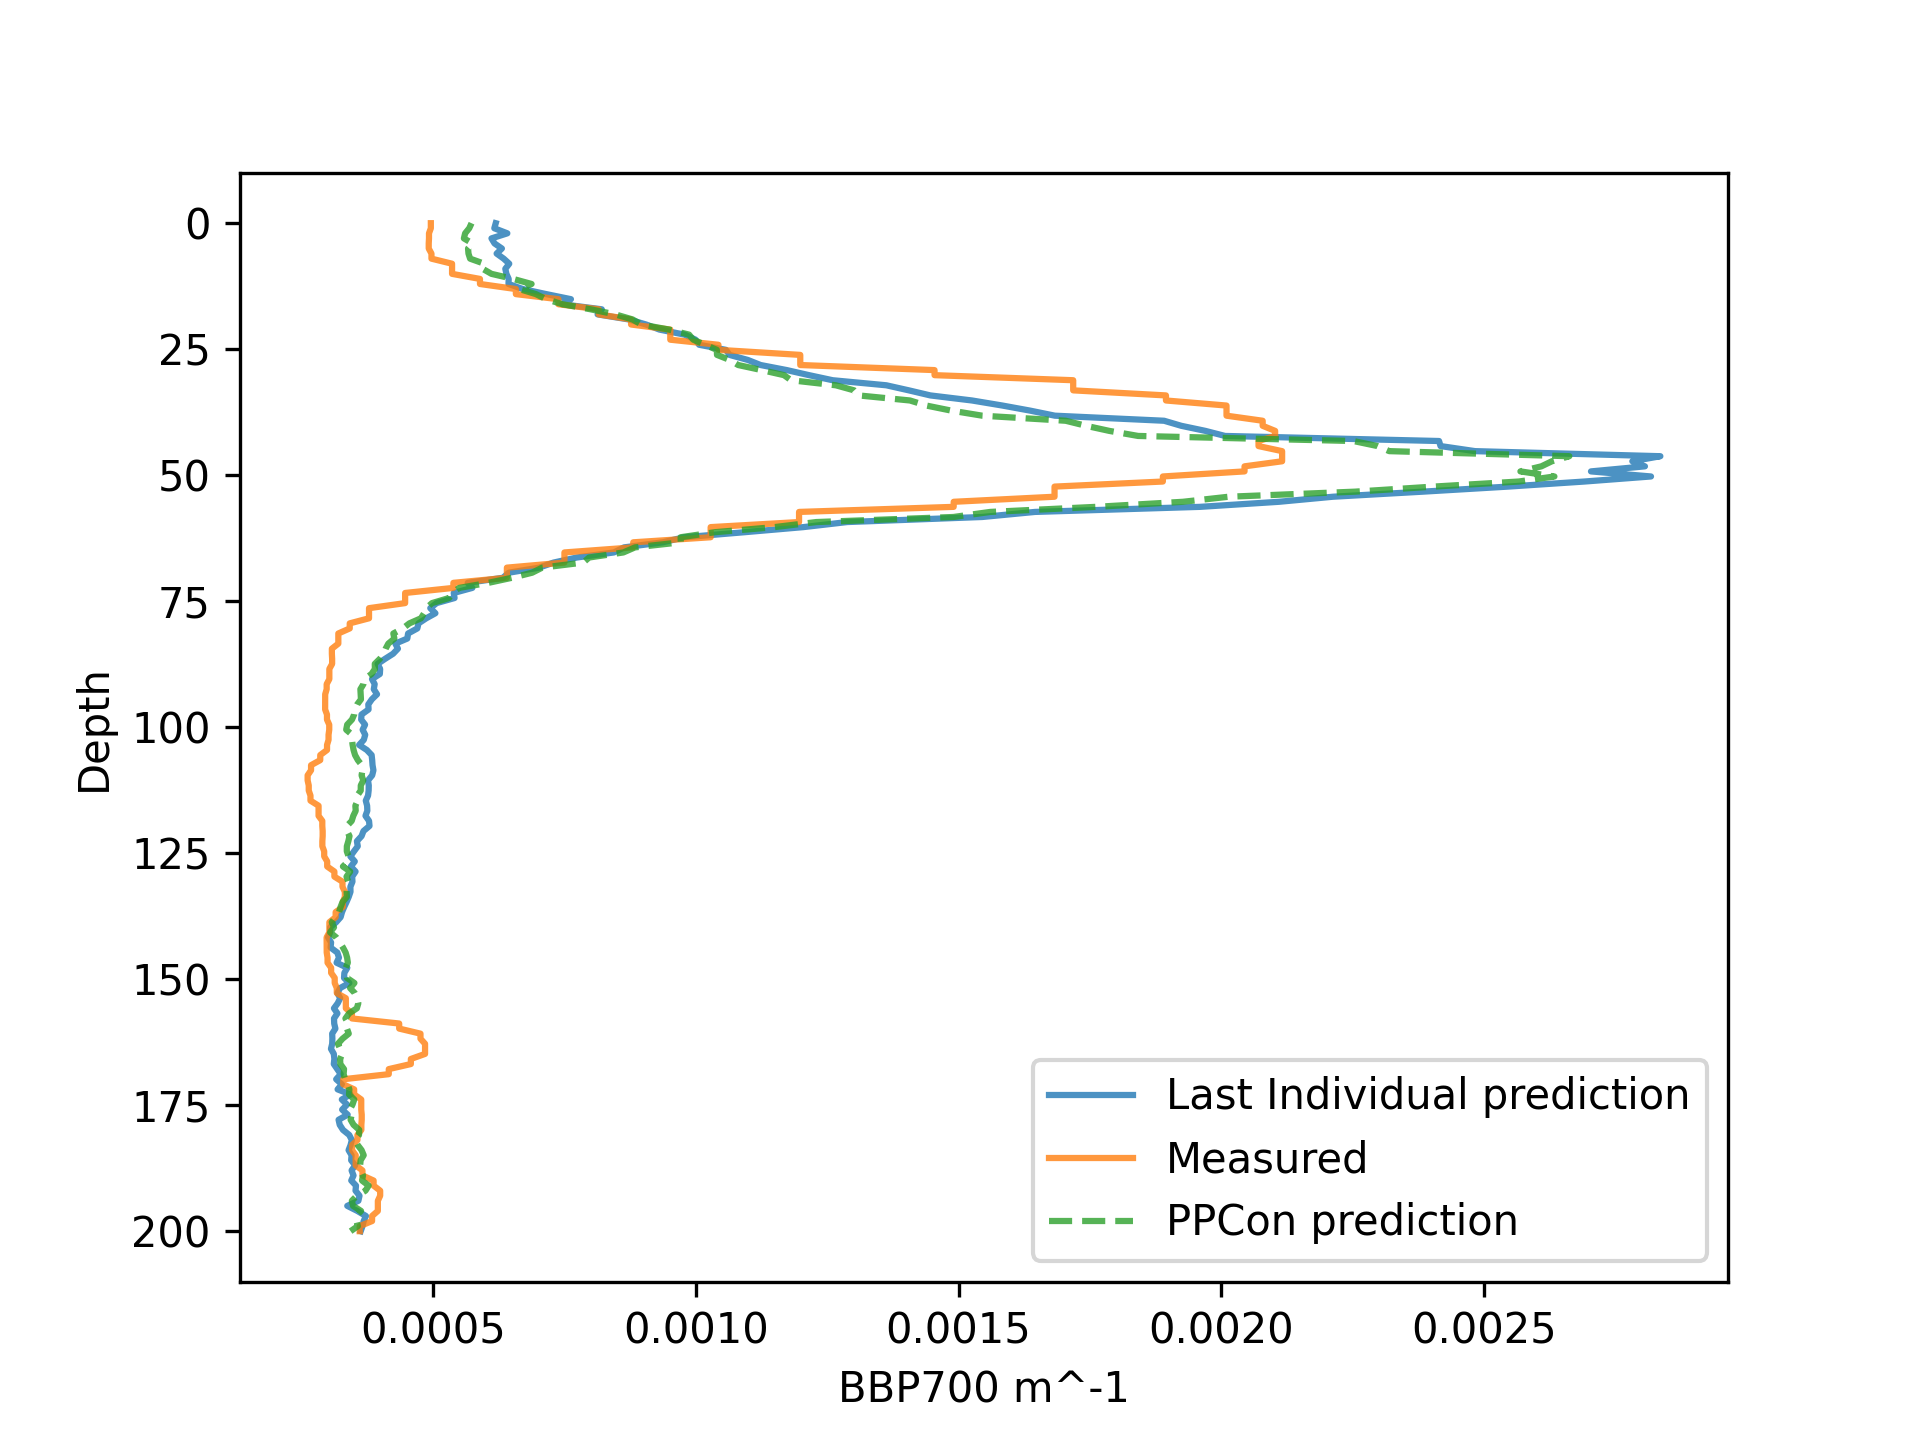 0
25
50
75
100
125
150
175
200
Depth
0.0005 0.0010 0.0015 0.0020 0.0025
BBP700 m^-1
Last Individual prediction
Measured
PPCon prediction